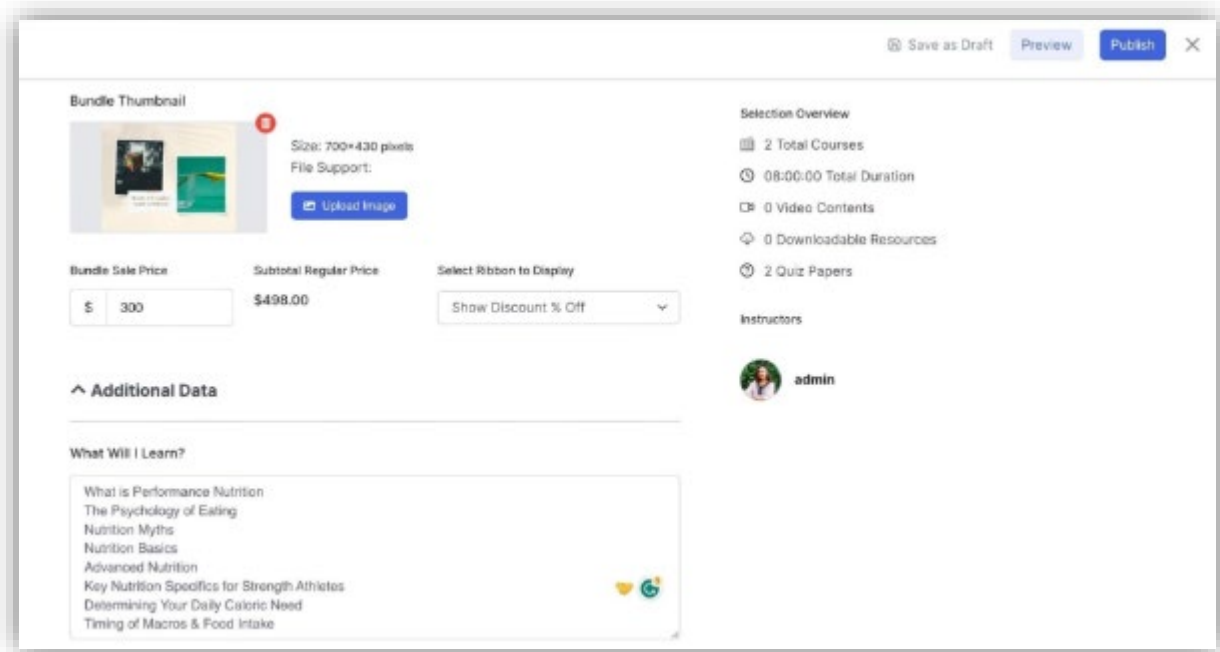 Save as Draft Preview Publish
Bundle Thumbnail
Size: 700×430 pixels
File Support:
Upload Image
Bundle Sale Price Subtotal Regular Price Select Ribbon to Display
$ 300 $498.00 Show Discount % Off
Additional Data
What Will I Learn?
What is Performance Nutrition
The Psychology of Eating
Nutrition Myths
Nutrition Basics
Advanced Nutrition
Key Nutrition Specifics for Strength Athletes
Determining Your Daily Caloric Need
Timing of Macros & Food Intake
Selection Overview
2 Total Courses
08:00:00 Total Duration
0 Video Contents
0 Downloadable Resources
2 Quiz Papers
Instructors
admin